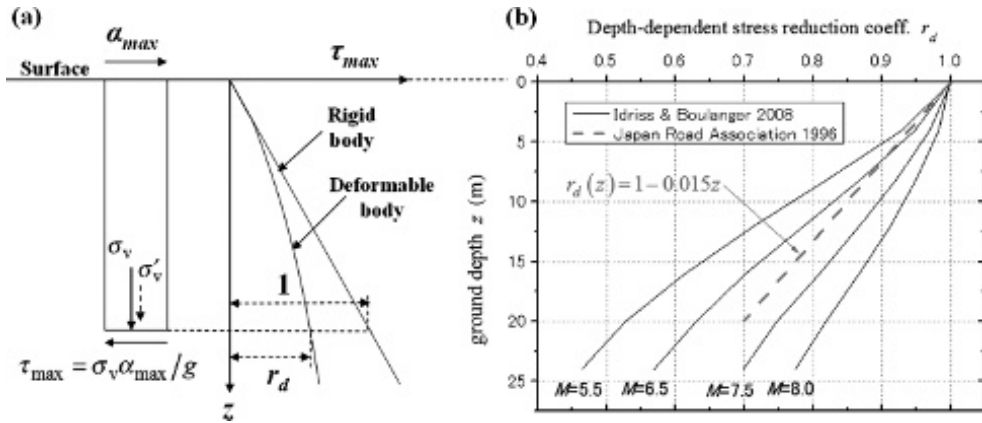 (a)
α_max
Surface
τ_max
Rigid
body
Deformable
body
σ_v
σ′_v
1
τ_max = σ_v α_max / g
r_d
z
(b)
Depth-dependent stress reduction coeff. r_d
0.4 0.5 0.6 0.7 0.8 0.9 1.0
0
5
10
15
20
25
ground depth z (m)
Idriss & Boulanger 2008
Japan Road Association 1996
r_d(z)=1−0.015z
M=5.5 M=6.5 M=7.5 M=8.0